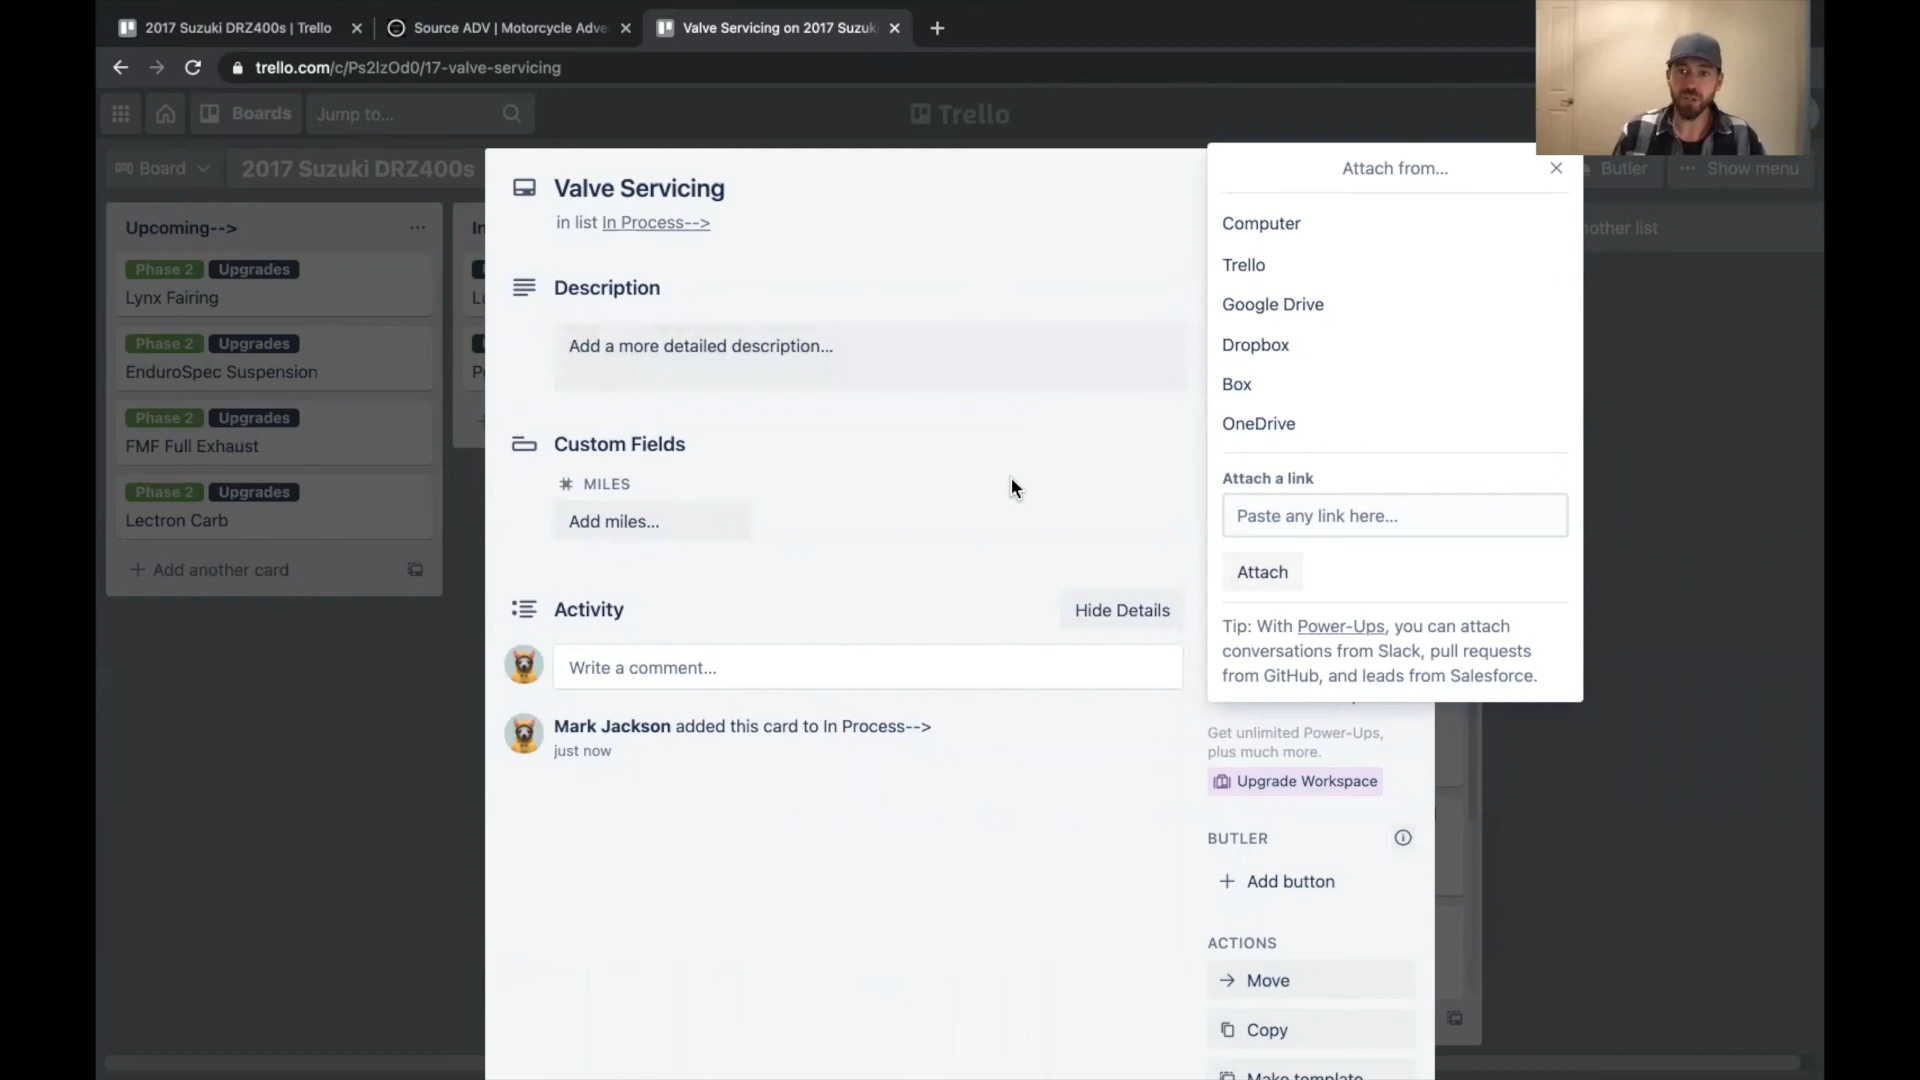 2017 Suzuki DRZ400s | Trello
Source ADV | Motorcycle Adve
Valve Servicing on 2017 Suzuk
trello.com/c/Ps2IzOd0/17-valve-servicing
Boards
Jump to...
Trello
Board
2017 Suzuki DRZ400s
Butler
Show menu
Upcoming-->
Phase 2 Upgrades
Lynx Fairing
Phase 2 Upgrades
EnduroSpec Suspension
Phase 2 Upgrades
FMF Full Exhaust
Phase 2 Upgrades
Lectron Carb
+ Add another card
Valve Servicing
in list In Process-->
Description
Add a more detailed description...
Custom Fields
MILES
Add miles...
Activity
Hide Details
Write a comment...
Mark Jackson added this card to In Process-->
just now
Attach from...
Computer
Trello
Google Drive
Dropbox
Box
OneDrive
Attach a link
Paste any link here...
Attach
Tip: With Power-Ups, you can attach
conversations from Slack, pull requests
from GitHub, and leads from Salesforce.
Get unlimited Power-Ups,
plus much more.
Upgrade Workspace
BUTLER
+ Add button
ACTIONS
Move
Copy
Make template
nother list